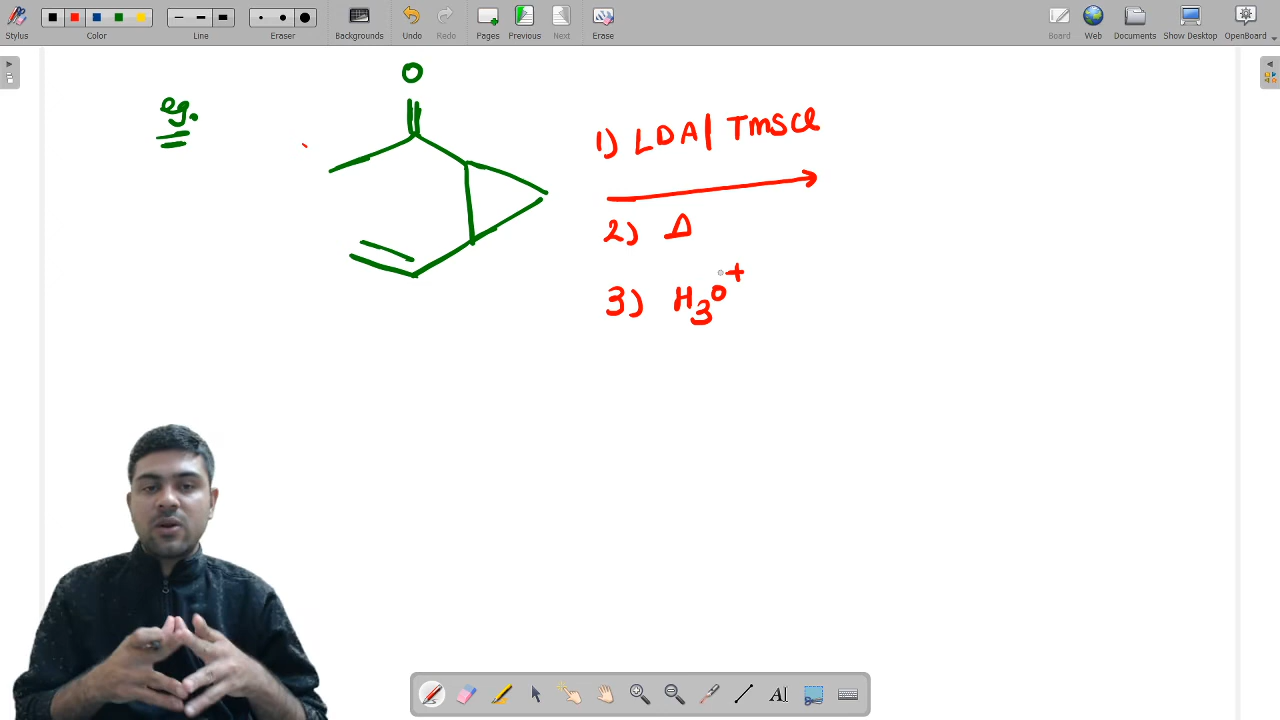 Stylus
Color
Line
Eraser
Backgrounds
Undo
Redo
Pages
Previous
Next
Erase
Board
Web
Documents
Show Desktop
OpenBoard
eg.
O
1) LDA/ TmSCl
2) Δ
3) H3O+
AI